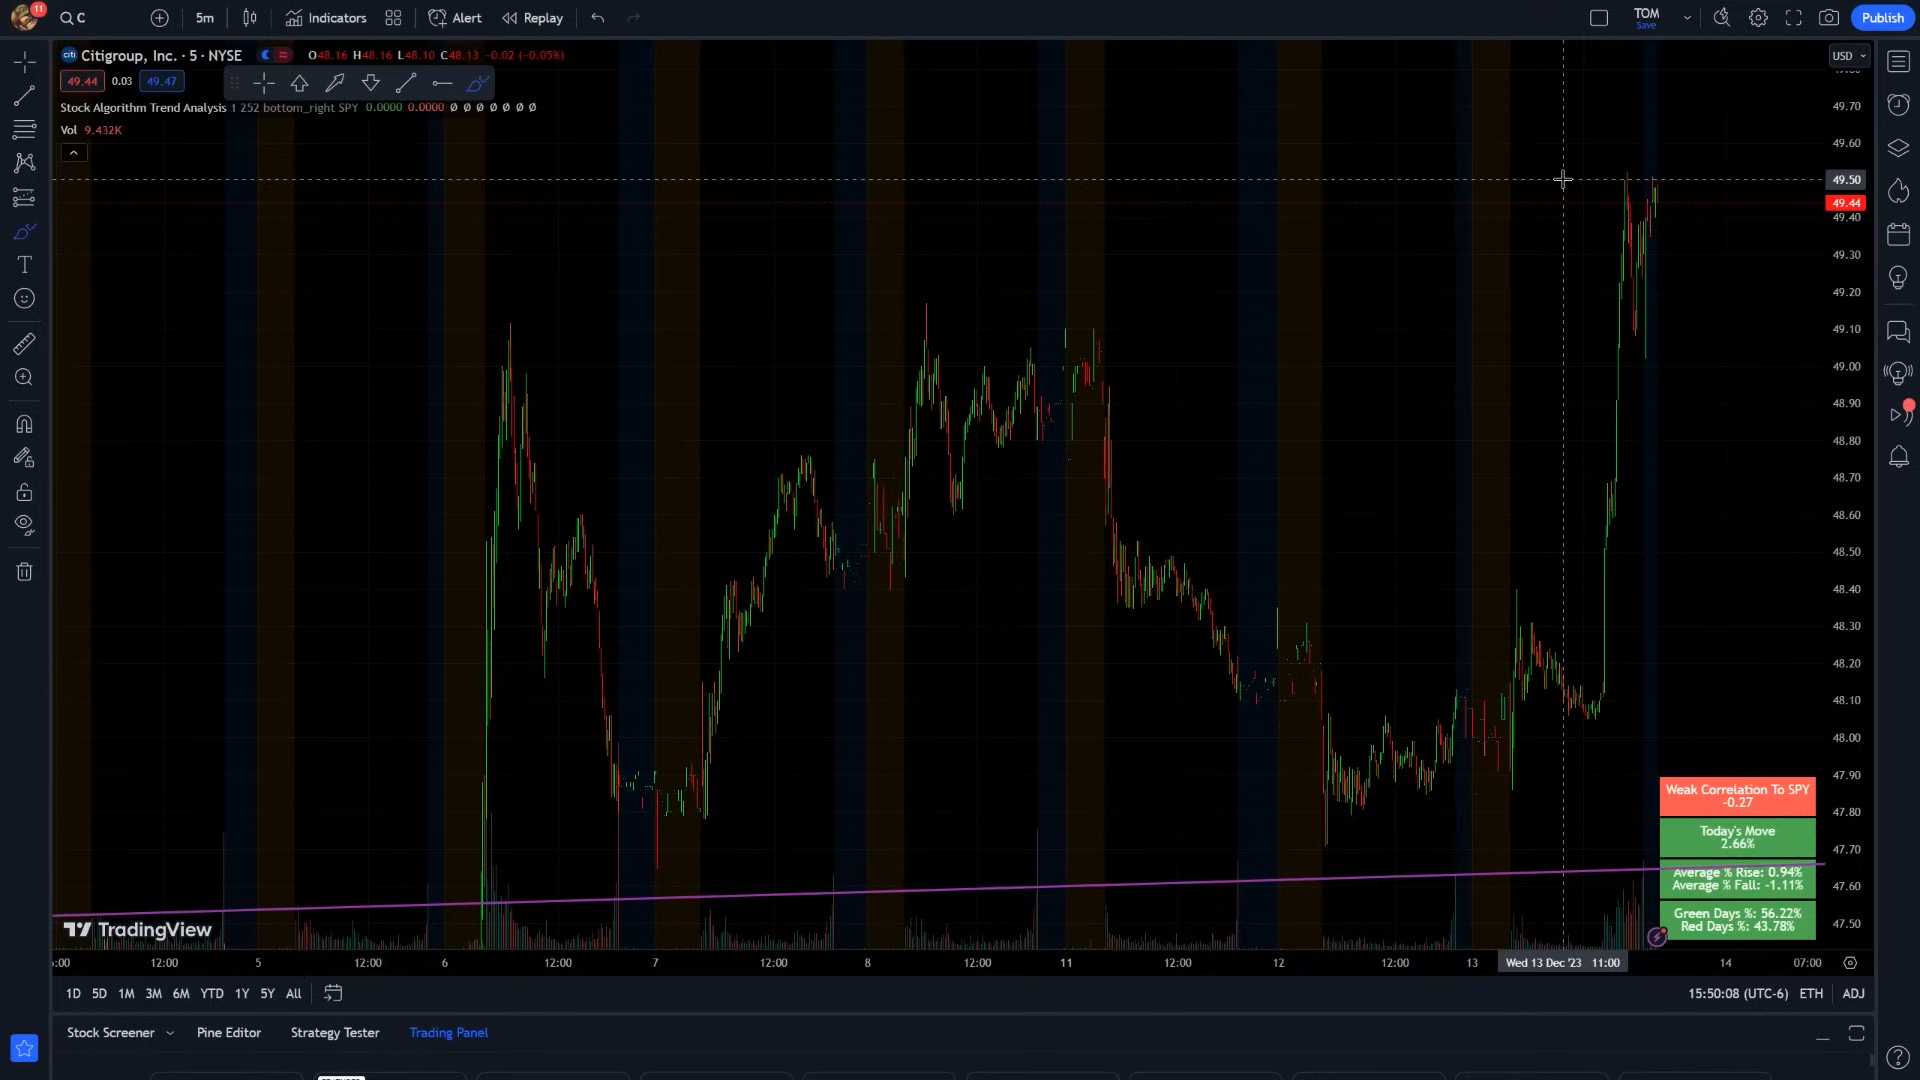 11
C
5m
Indicators
Alert
Replay
TOM
Save
Publish
citi
Citigroup, Inc. · 5 · NYSE
O48.16 H48.16 L48.10 C48.13 -0.02 (-0.05%)
USD
49.44 0.03 49.47
Stock Algorithm Trend Analysis 1 252 bottom_right SPY 0.0000 0.0000 Ø Ø Ø Ø Ø Ø Ø Ø
Vol 9.432K
49.70
49.60
49.50
49.44
49.40
49.30
49.20
49.10
49.00
48.90
48.80
48.70
48.60
48.50
48.40
48.30
48.20
48.10
48.00
47.90
47.80
47.70
47.60
47.50
Weak Correlation To SPY
-0.27
Today's Move
2.66%
Average % Rise: 0.94%
Average % Fall: -1.11%
Green Days %: 56.22%
Red Days %: 43.78%
TradingView
:00 12:00 5 12:00 6 12:00 7 12:00 8 12:00 11 12:00 12 12:00 13 Wed 13 Dec '23 11:00 14 07:00
1D 5D 1M 3M 6M YTD 1Y 5Y All
15:50:08 (UTC-6) ETH ADJ
Stock Screener Pine Editor Strategy Tester Trading Panel